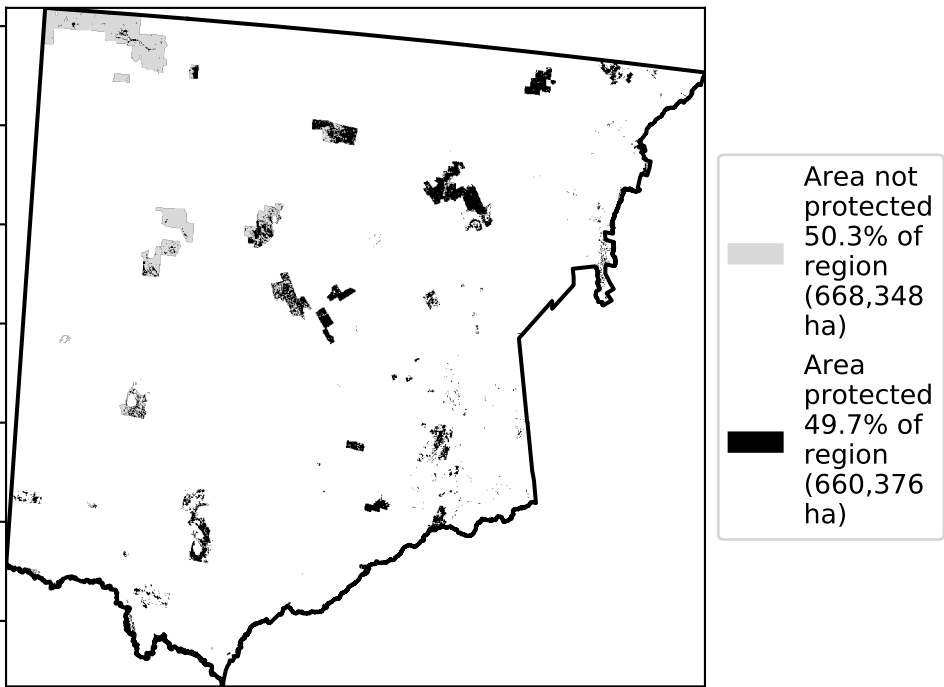 Area not
protected
50.3% of
region
(668,348
ha)
Area
protected
49.7% of
region
(660,376
ha)